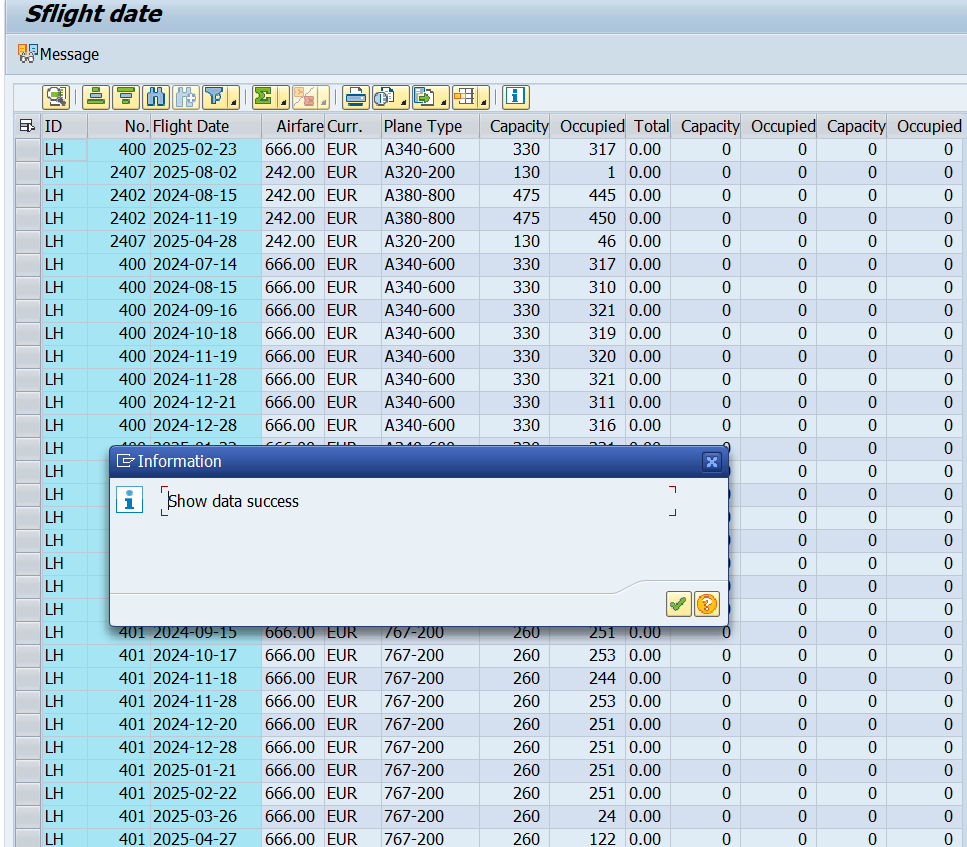 Sflight date
Message
ID No. Flight Date Airfare Curr. Plane Type Capacity Occupied Total Capacity Occupied Capacity Occupied
LH 400 2025-02-23 666.00 EUR A340-600 330 317 0.00 0 0 0 0
LH 2407 2025-08-02 242.00 EUR A320-200 130 1 0.00 0 0 0 0
LH 2402 2024-08-15 242.00 EUR A380-800 475 445 0.00 0 0 0 0
LH 2402 2024-11-19 242.00 EUR A380-800 475 450 0.00 0 0 0 0
LH 2407 2025-04-28 242.00 EUR A320-200 130 46 0.00 0 0 0 0
LH 400 2024-07-14 666.00 EUR A340-600 330 317 0.00 0 0 0 0
LH 400 2024-08-15 666.00 EUR A340-600 330 310 0.00 0 0 0 0
LH 400 2024-09-16 666.00 EUR A340-600 330 321 0.00 0 0 0 0
LH 400 2024-10-18 666.00 EUR A340-600 330 319 0.00 0 0 0 0
LH 400 2024-11-19 666.00 EUR A340-600 330 320 0.00 0 0 0 0
LH 400 2024-11-28 666.00 EUR A340-600 330 321 0.00 0 0 0 0
LH 400 2024-12-21 666.00 EUR A340-600 330 311 0.00 0 0 0 0
LH 400 2024-12-28 666.00 EUR A340-600 330 316 0.00 0 0 0 0
LH 0 0 0
Information
LH 0 0 0
LH 0 0 0
Show data success
LH 0 0 0
LH 0 0 0
LH 0 0 0
LH 0 0 0
LH 0 0 0
LH 401 2024-09-15 666.00 EUR 767-200 260 251 0.00 0 0 0 0
LH 401 2024-10-17 666.00 EUR 767-200 260 253 0.00 0 0 0 0
LH 401 2024-11-18 666.00 EUR 767-200 260 244 0.00 0 0 0 0
LH 401 2024-11-28 666.00 EUR 767-200 260 253 0.00 0 0 0 0
LH 401 2024-12-20 666.00 EUR 767-200 260 251 0.00 0 0 0 0
LH 401 2024-12-28 666.00 EUR 767-200 260 251 0.00 0 0 0 0
LH 401 2025-01-21 666.00 EUR 767-200 260 251 0.00 0 0 0 0
LH 401 2025-02-22 666.00 EUR 767-200 260 251 0.00 0 0 0 0
LH 401 2025-03-26 666.00 EUR 767-200 260 24 0.00 0 0 0 0
LH 401 2025-04-27 666.00 EUR 767-200 260 122 0.00 0 0 0 0